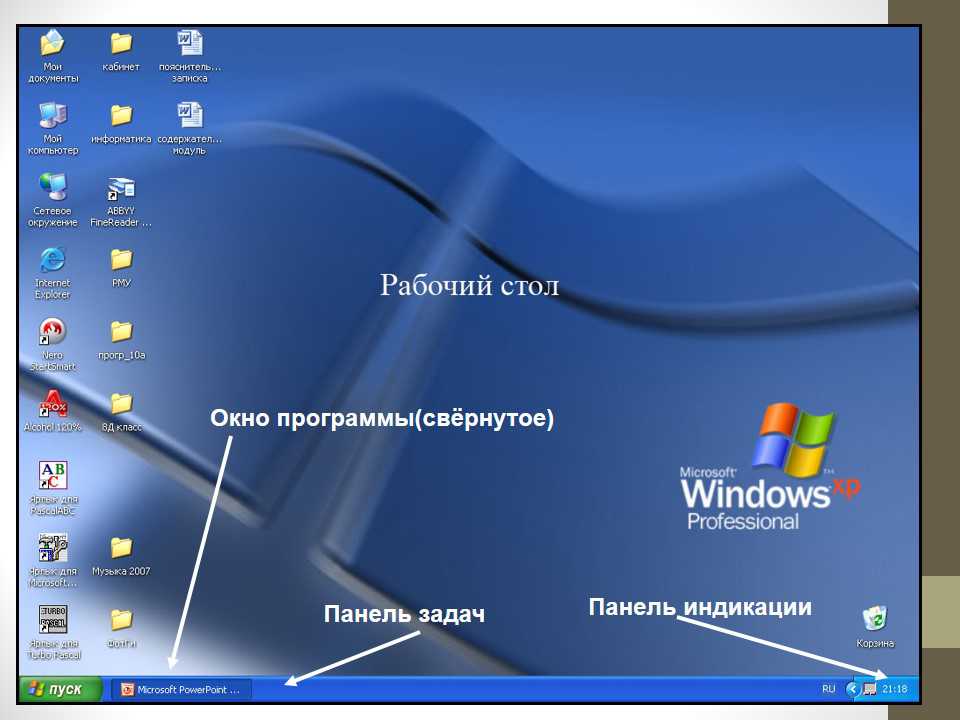 Мои
документы
кабинет
пояснитель...
записка
Мой
компьютер
информатика
содержател...
модуль
Сетевое
окружение
ABBYY
FineReader ...
Internet
Explorer
РМУ
Рабочий стол
Nero
StartSmart
прогр_10а
Alcohol 120%
8Д класс
Окно программы(свёрнутое)
Ярлык для
PascalABC
Microsoft
Windows xp
Professional
Ярлык для
Microsoft...
Музыка 2007
TURBO
PASCAL
Ярлык для
Turbo Pascal
Панель задач
Панель индикации
Корзина
пуск
Microsoft PowerPoint ...
RU
21:18